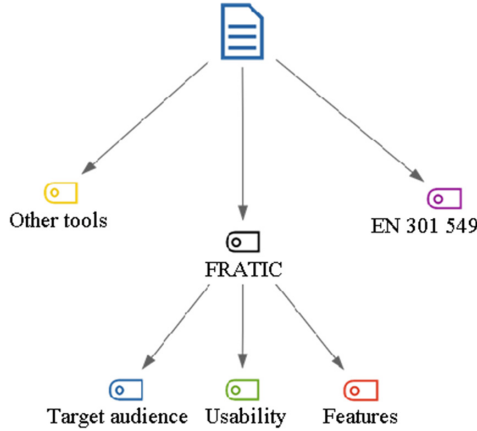 Other tools
EN 301 549
FRATIC
Target audience
Usability
Features